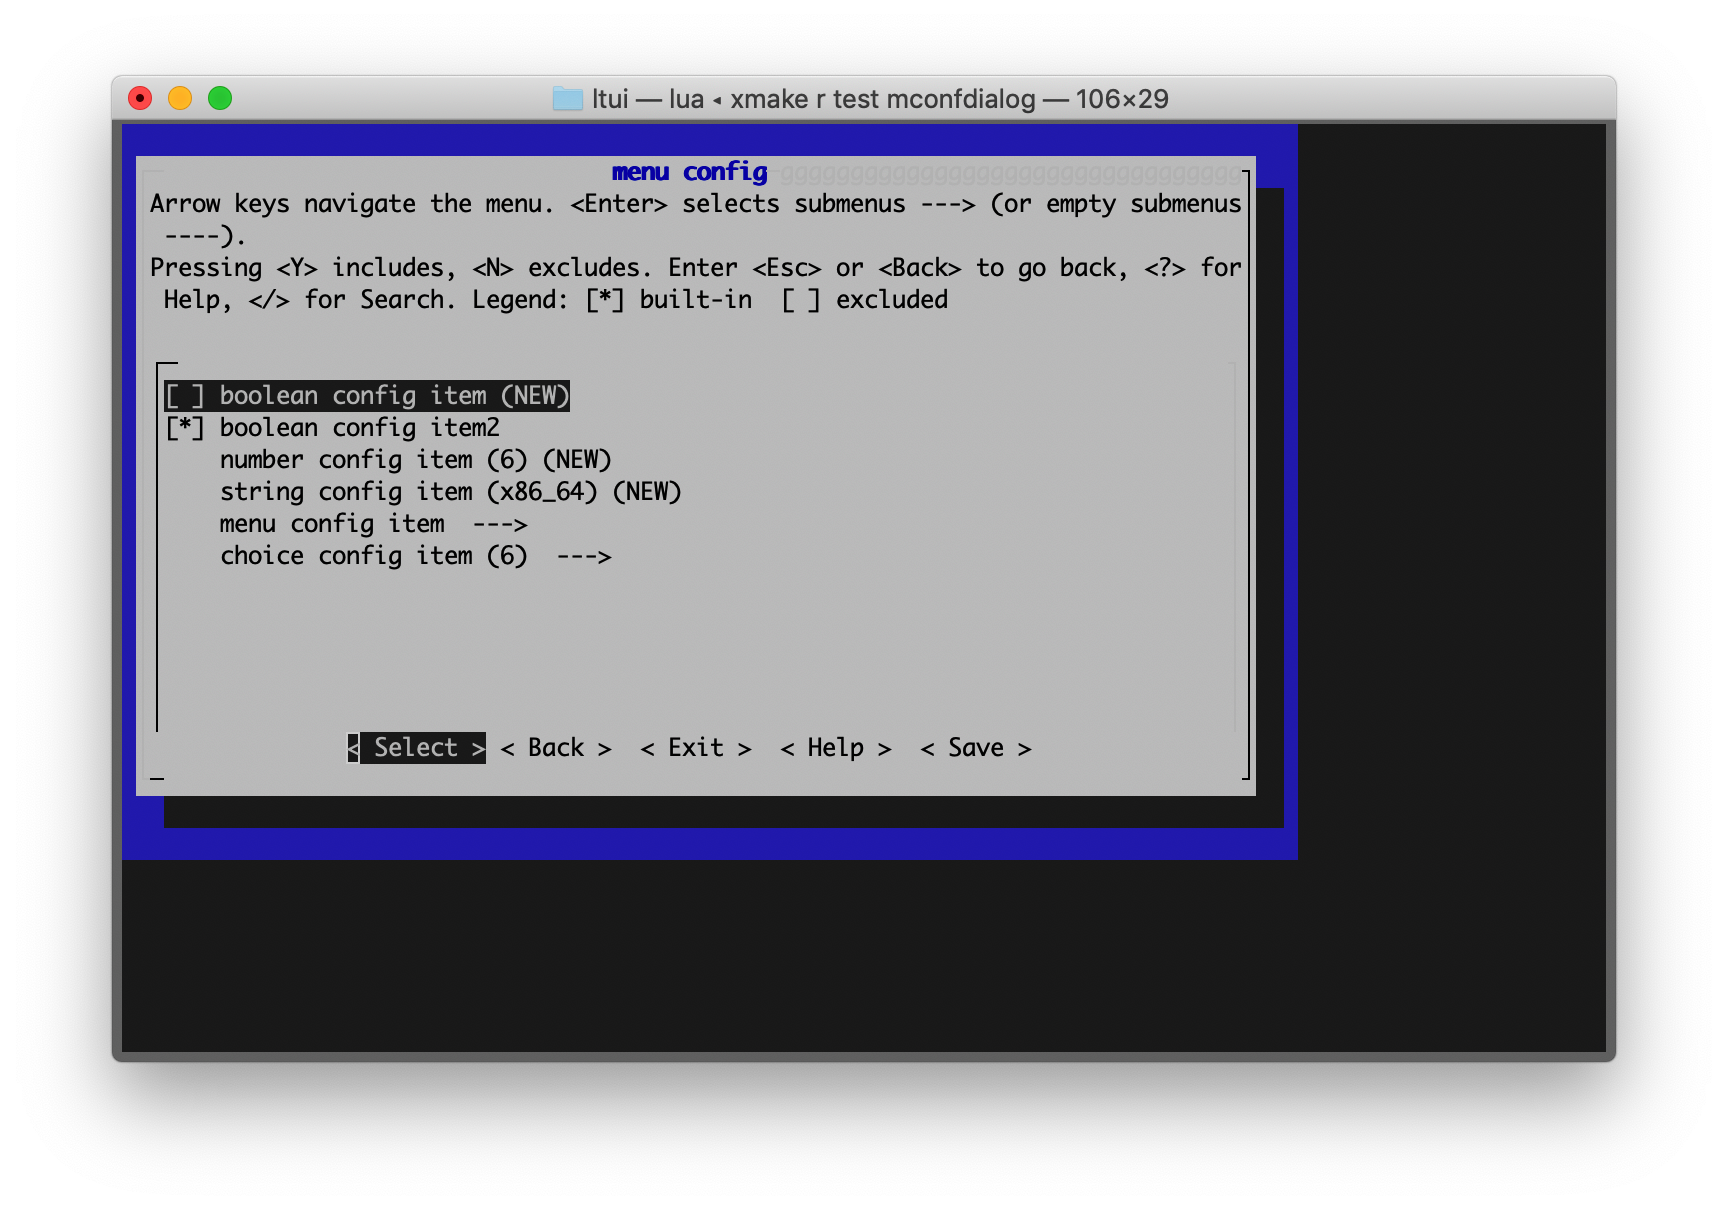 ltui — lua ◂ xmake r test mconfdialog — 106×29
menu config
Arrow keys navigate the menu. <Enter> selects submenus ---> (or empty submenus
----).
Pressing <Y> includes, <N> excludes. Enter <Esc> or <Back> to go back, <?> for
Help, </> for Search. Legend: [*] built-in  [ ] excluded
[ ] boolean config item (NEW)
[*] boolean config item2
number config item (6) (NEW)
string config item (x86_64) (NEW)
menu config item  --->
choice config item (6)  --->
< Select > < Back >  < Exit >  < Help >  < Save >